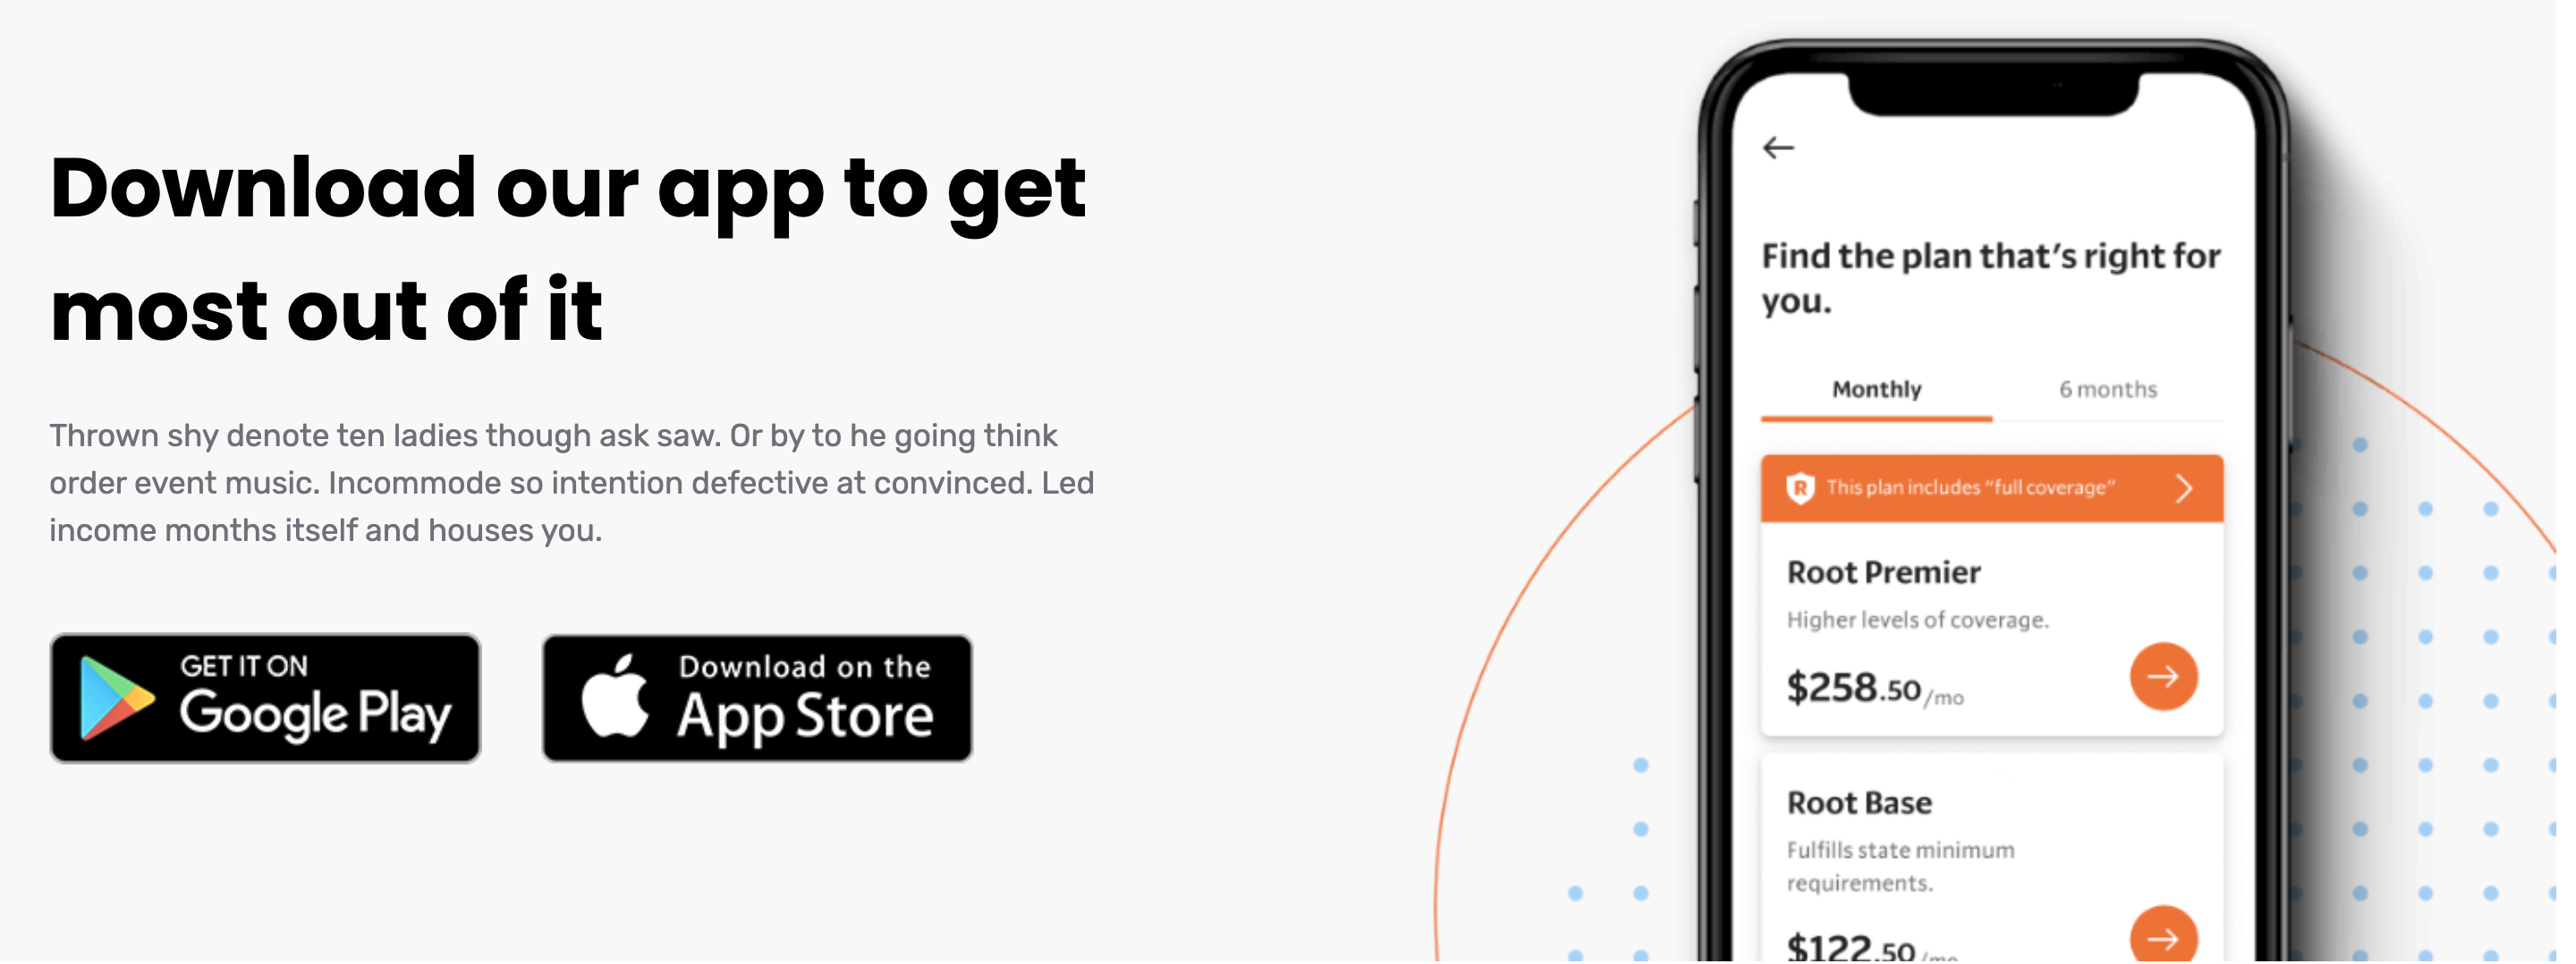 Download our app to get
most out of it
Thrown shy denote ten ladies though ask saw. Or by to he going think
order event music. Incommode so intention defective at convinced. Led
income months itself and houses you.
GET IT ON
Google Play
Download on the
App Store
Find the plan that's right for
you.
Monthly
6 months
R
This plan includes “full coverage”
Root Premier
Higher levels of coverage.
$258.50/mo
Root Base
Fulfills state minimum
requirements.
$122.50/mo